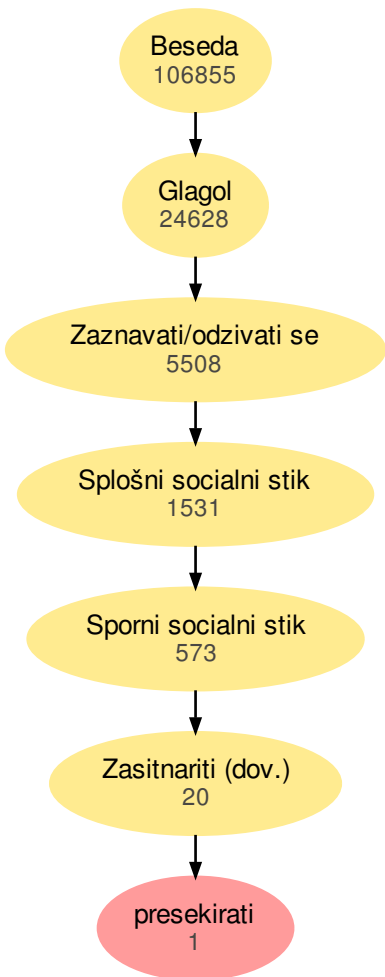 Beseda
106855
Glagol
24628
Zaznavati/odzivati se
5508
Splošni socialni stik
1531
Sporni socialni stik
573
Zasitnariti (dov.)
20
presekirati
1